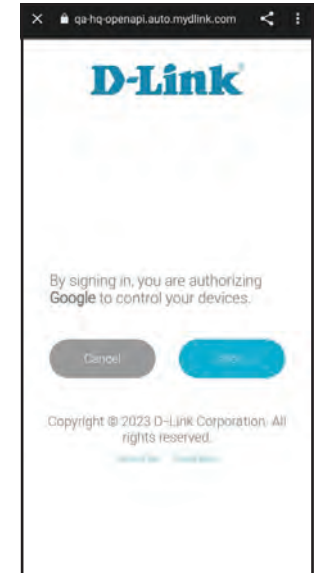 qa-hq-openapi.auto.mydlink.com
D-Link
By signing in, you are authorizing
Google to control your devices.
Cancel
Copyright © 2023 D-Link Corporation. All
rights reserved.